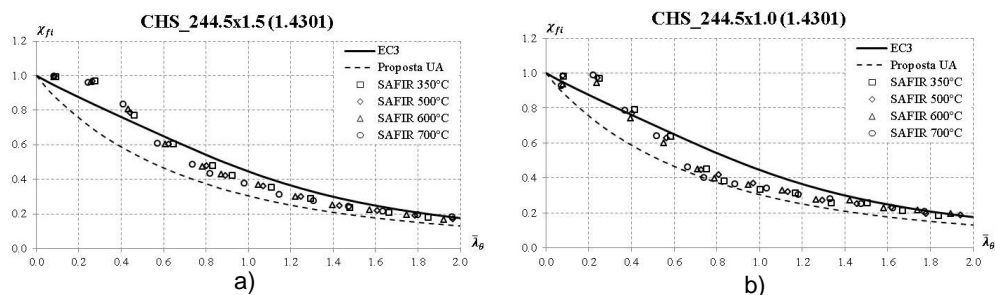 CHS_244.5x1.5 (1.4301)
χfi
1.2
1.0
0.8
0.6
0.4
0.2
0.0
EC3
Proposta UA
SAFIR 350°C
SAFIR 500°C
SAFIR 600°C
SAFIR 700°C
0.0 0.2 0.4 0.6 0.8 1.0 1.2 1.4 1.6 1.8 2.0
λ̄θ
a)
CHS_244.5x1.0 (1.4301)
χfi
1.2
1.0
0.8
0.6
0.4
0.2
0.0
EC3
Proposta UA
SAFIR 350°C
SAFIR 500°C
SAFIR 600°C
SAFIR 700°C
0.0 0.2 0.4 0.6 0.8 1.0 1.2 1.4 1.6 1.8 2.0
λ̄θ
b)